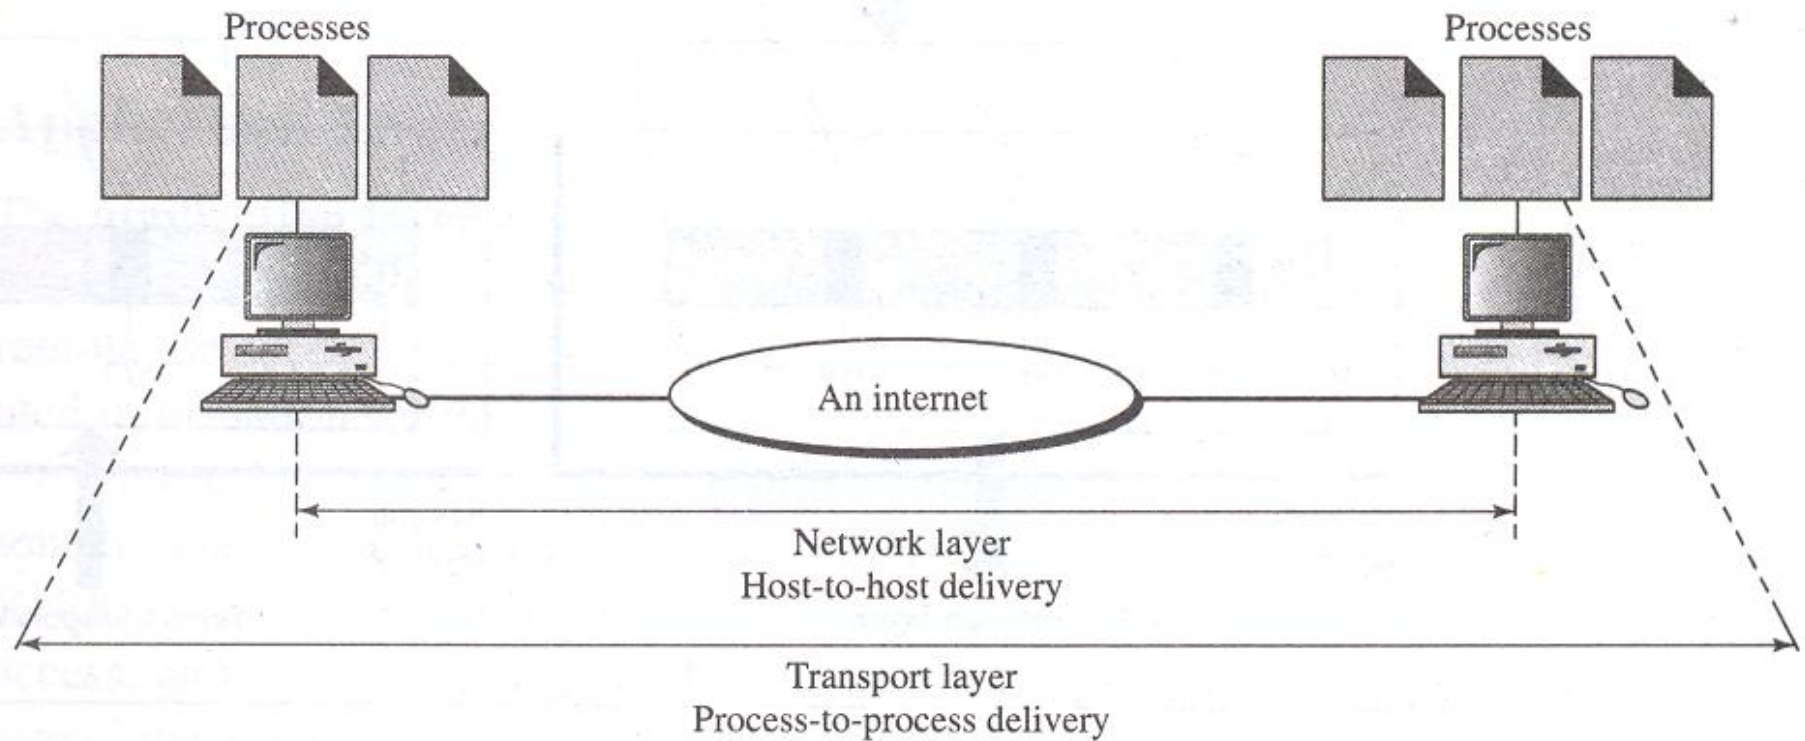 Processes
Processes
An internet
Network layer
Host-to-host delivery
Transport layer
Process-to-process delivery